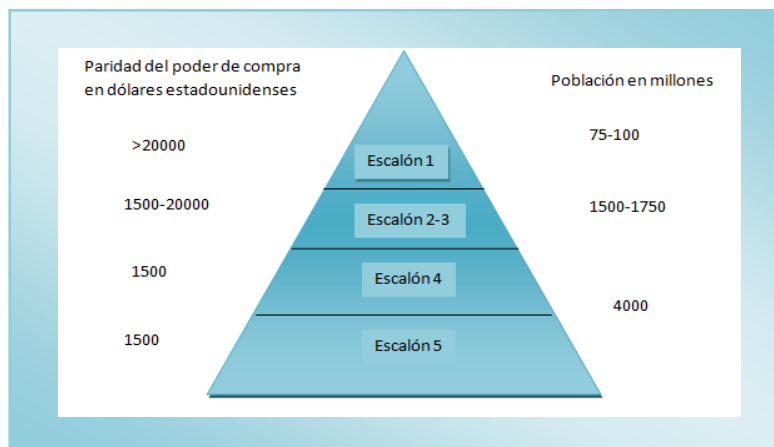 Paridad del poder de compra
en dólares estadounidenses
Población en millones
>20000
75-100
Escalón 1
1500-20000
1500-1750
Escalón 2-3
1500
Escalón 4
4000
1500
Escalón 5